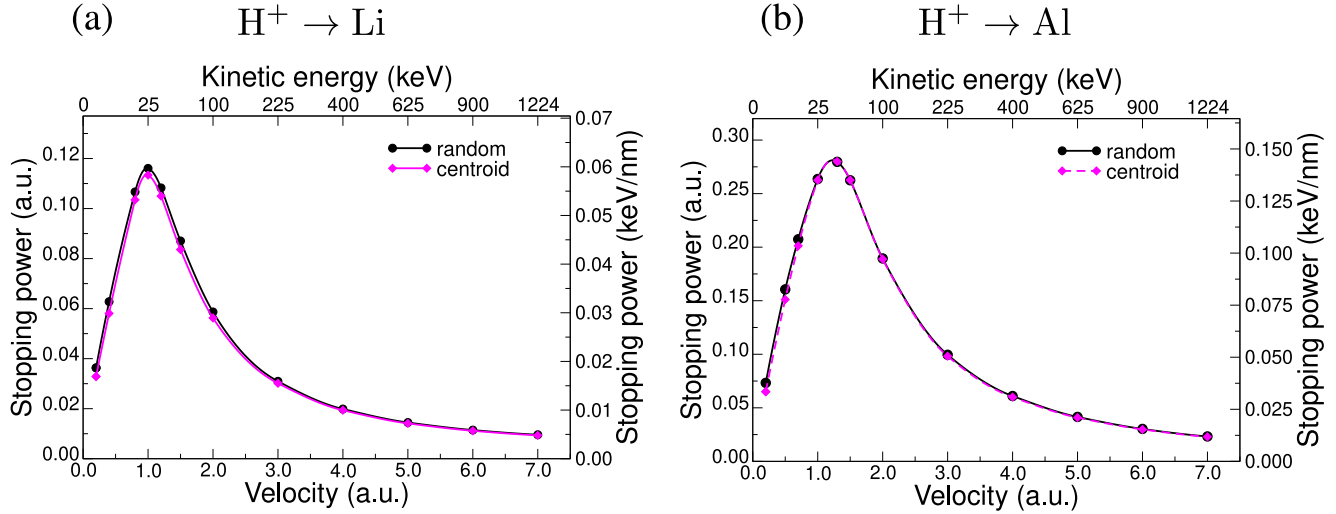 (a) H⁺ → Li
Kinetic energy (keV)
0 25 100 225 400 625 900 1224
Stopping power (a.u.)
0.12
0.10
0.08
0.06
0.04
0.02
0.00
random
centroid
0.07
0.06
0.05
0.04
0.03
0.02
0.01
0.00
Stopping power (keV/nm)
0.0 1.0 2.0 3.0 4.0 5.0 6.0 7.0
Velocity (a.u.)
(b) H⁺ → Al
Kinetic energy (keV)
0 25 100 225 400 625 900 1224
Stopping power (a.u.)
0.30
0.25
0.20
0.15
0.10
0.05
0.00
random
centroid
0.150
0.125
0.100
0.075
0.050
0.025
0.000
Stopping power (keV/nm)
0.0 1.0 2.0 3.0 4.0 5.0 6.0 7.0
Velocity (a.u.)